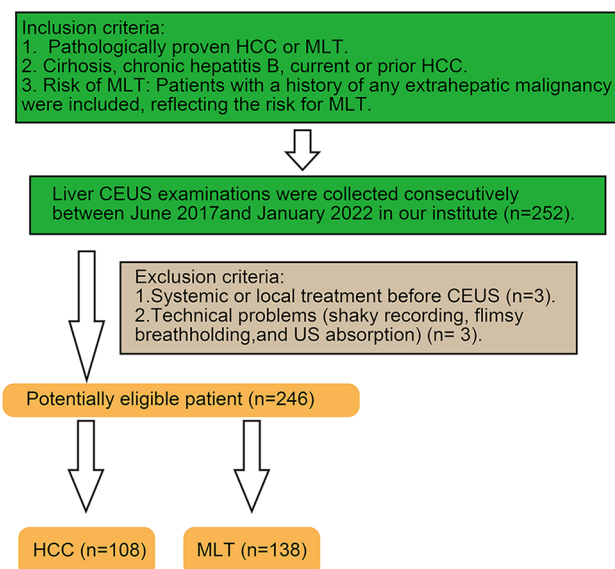 Inclusion criteria:
1. Pathologically proven HCC or MLT.
2. Cirhosis, chronic hepatitis B, current or prior HCC.
3. Risk of MLT: Patients with a history of any extrahepatic malignancy
were included, reflecting the risk for MLT.
Liver CEUS examinations were collected consecutively
between June 2017and January 2022 in our institute (n=252).
Exclusion criteria:
1.Systemic or local treatment before CEUS (n=3).
2.Technical problems (shaky recording, flimsy
breathholding,and US absorption) (n= 3).
Potentially eligible patient (n=246)
HCC (n=108)
MLT (n=138)